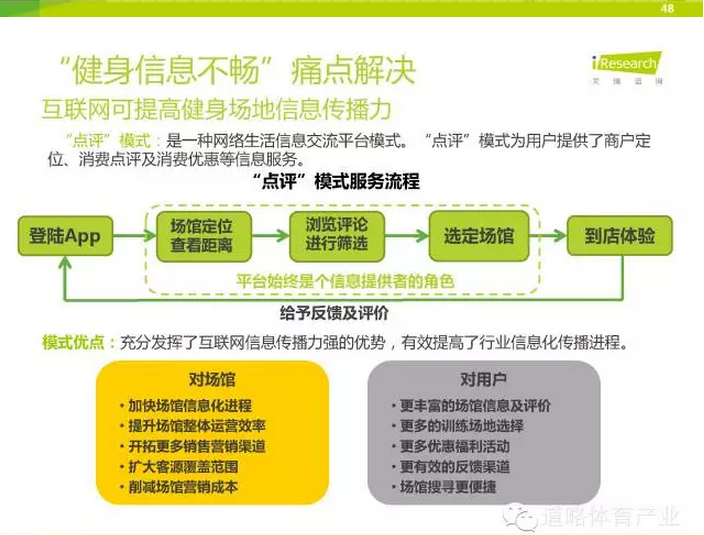 48
“健身信息不畅”痛点解决
iResearch
艾瑞咨询
互联网可提高健身场地信息传播力
“点评”模式：是一种网络生活信息交流平台模式。“点评”模式为用户提供了商户定
位、消费点评及消费优惠等信息服务。
“点评”模式服务流程
登陆App
场馆定位
查看距离
浏览评论
进行筛选
选定场馆
到店体验
平台始终是个信息提供者的角色
给予反馈及评价
模式优点：充分发挥了互联网信息传播力强的优势，有效提高了行业信息化传播进程。
对场馆
• 加快场馆信息化进程
• 提升场馆整体运营效率
• 开拓更多销售营销渠道
• 扩大客源覆盖范围
• 削减场馆营销成本
对用户
• 更丰富的场馆信息及评价
• 更多的训练场地选择
• 更多优惠福利活动
• 更有效的反馈渠道
• 场馆搜寻更便捷
道略体育产业